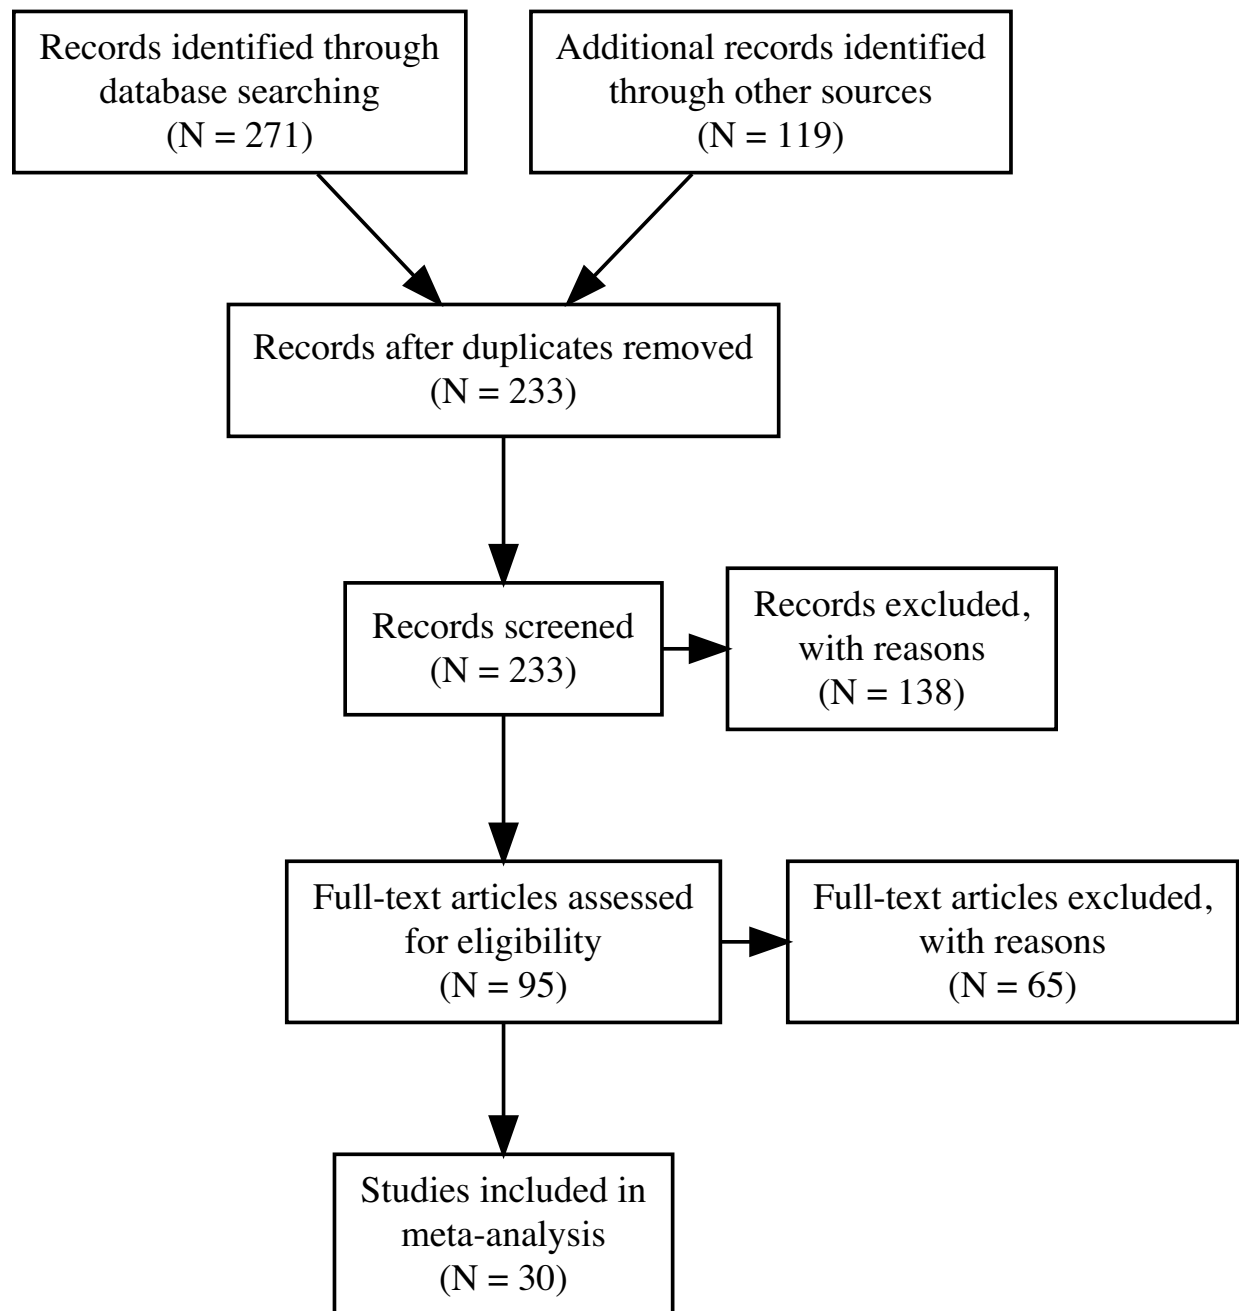 Records identified through
database searching
(N = 271)
Additional records identified
through other sources
(N = 119)
Records after duplicates removed
(N = 233)
Records screened
(N = 233)
Records excluded,
with reasons
(N = 138)
Full-text articles assessed
for eligibility
(N = 95)
Full-text articles excluded,
with reasons
(N = 65)
Studies included in
meta-analysis
(N = 30)